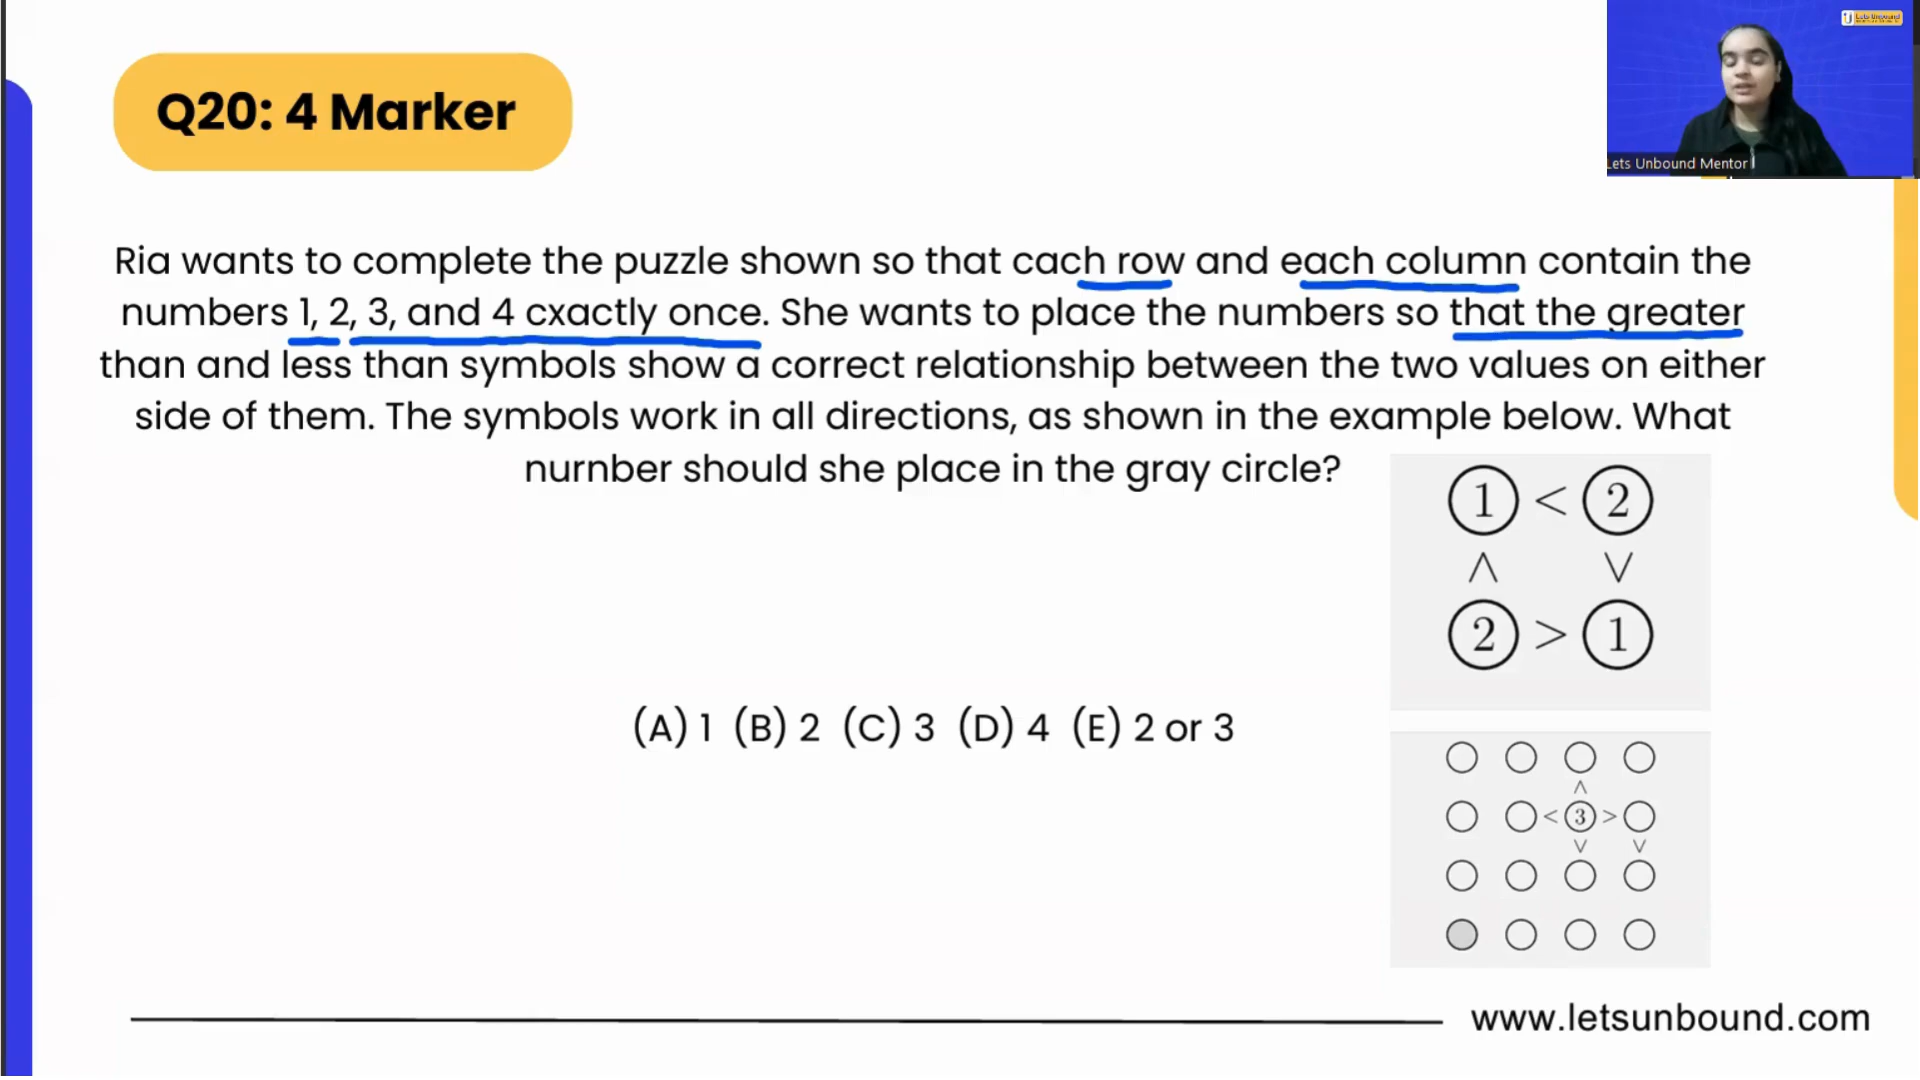 Q20: 4 Marker
Lets Unbound
Lets Unbound Mentor
Ria wants to complete the puzzle shown so that cach row and each column contain the
numbers 1, 2, 3, and 4 cxactly once. She wants to place the numbers so that the greater
than and less than symbols show a correct relationship between the two values on either
side of them. The symbols work in all directions, as shown in the example below. What
nurnber should she place in the gray circle?
1 < 2
∧ ∨
2 > 1
(A) 1 (B) 2 (C) 3 (D) 4 (E) 2 or 3
∧
< 3 >
∨ ∨
www.letsunbound.com